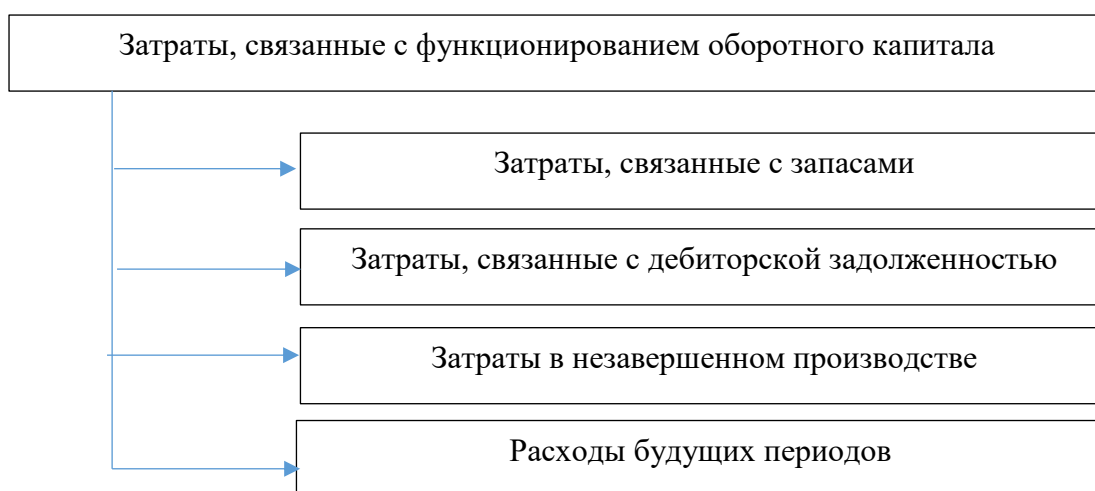 Затраты, связанные с функционированием оборотного капитала
Затраты, связанные с запасами
Затраты, связанные с дебиторской задолженностью
Затраты в незавершенном производстве
Расходы будущих периодов